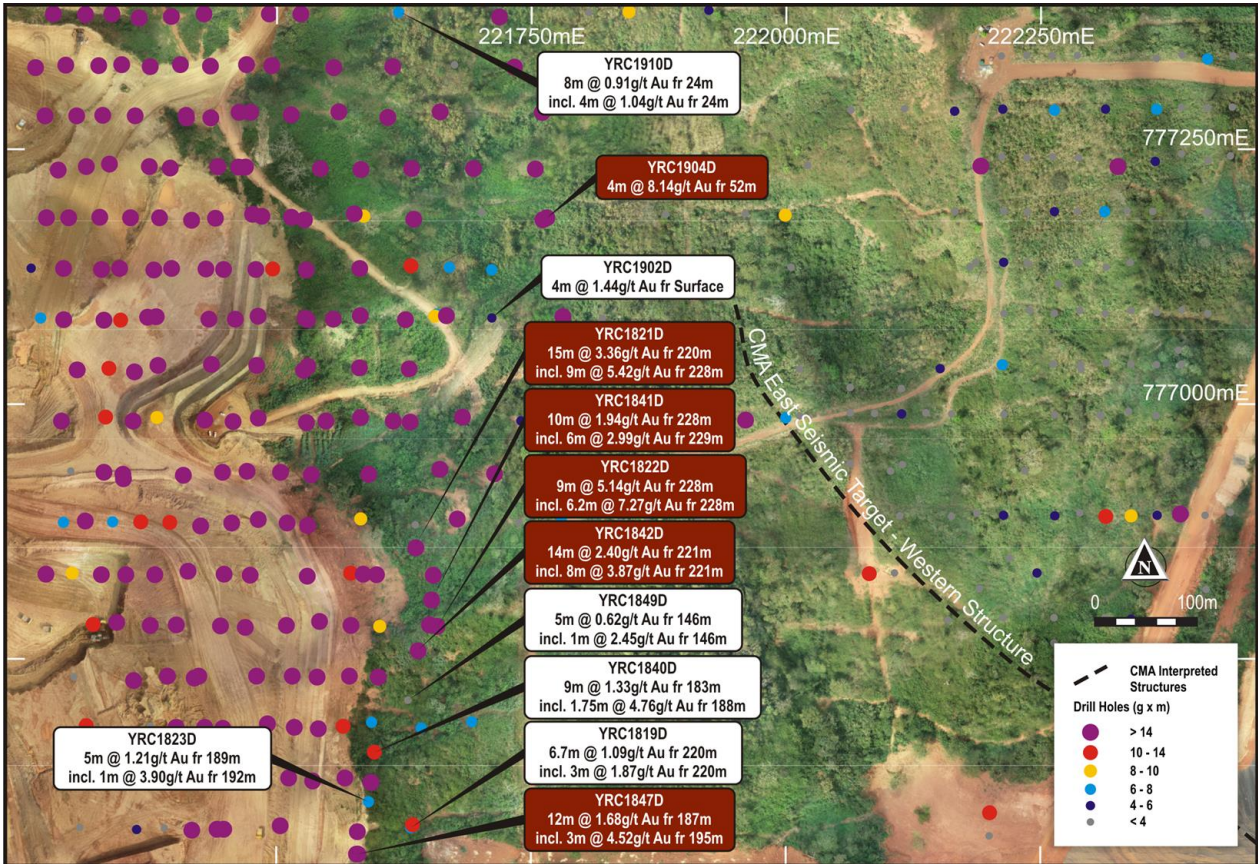 221750mE
222000mE
222250mE
YRC1910D
8m @ 0.91g/t Au fr 24m
incl. 4m @ 1.04g/t Au fr 24m
777250mE
YRC1904D
4m @ 8.14g/t Au fr 52m
YRC1902D
4m @ 1.44g/t Au fr Surface
YRC1821D
15m @ 3.36g/t Au fr 220m
incl. 9m @ 5.42g/t Au fr 228m
777000mE
YRC1841D
10m @ 1.94g/t Au fr 228m
incl. 6m @ 2.99g/t Au fr 229m
CMA East Seismic Target - Western Structure
YRC1822D
9m @ 5.14g/t Au fr 228m
incl. 6.2m @ 7.27g/t Au fr 228m
YRC1842D
14m @ 2.40g/t Au fr 221m
incl. 8m @ 3.87g/t Au fr 221m
N
0 100m
YRC1849D
5m @ 0.62g/t Au fr 146m
incl. 1m @ 2.45g/t Au fr 146m
YRC1840D
9m @ 1.33g/t Au fr 183m
incl. 1.75m @ 4.76g/t Au fr 188m
YRC1823D
5m @ 1.21g/t Au fr 189m
incl. 1m @ 3.90g/t Au fr 192m
YRC1819D
6.7m @ 1.09g/t Au fr 220m
incl. 3m @ 1.87g/t Au fr 220m
YRC1847D
12m @ 1.68g/t Au fr 187m
incl. 3m @ 4.52g/t Au fr 195m
CMA Interpreted
Structures
Drill Holes (g x m)
> 14
10 - 14
8 - 10
6 - 8
4 - 6
< 4